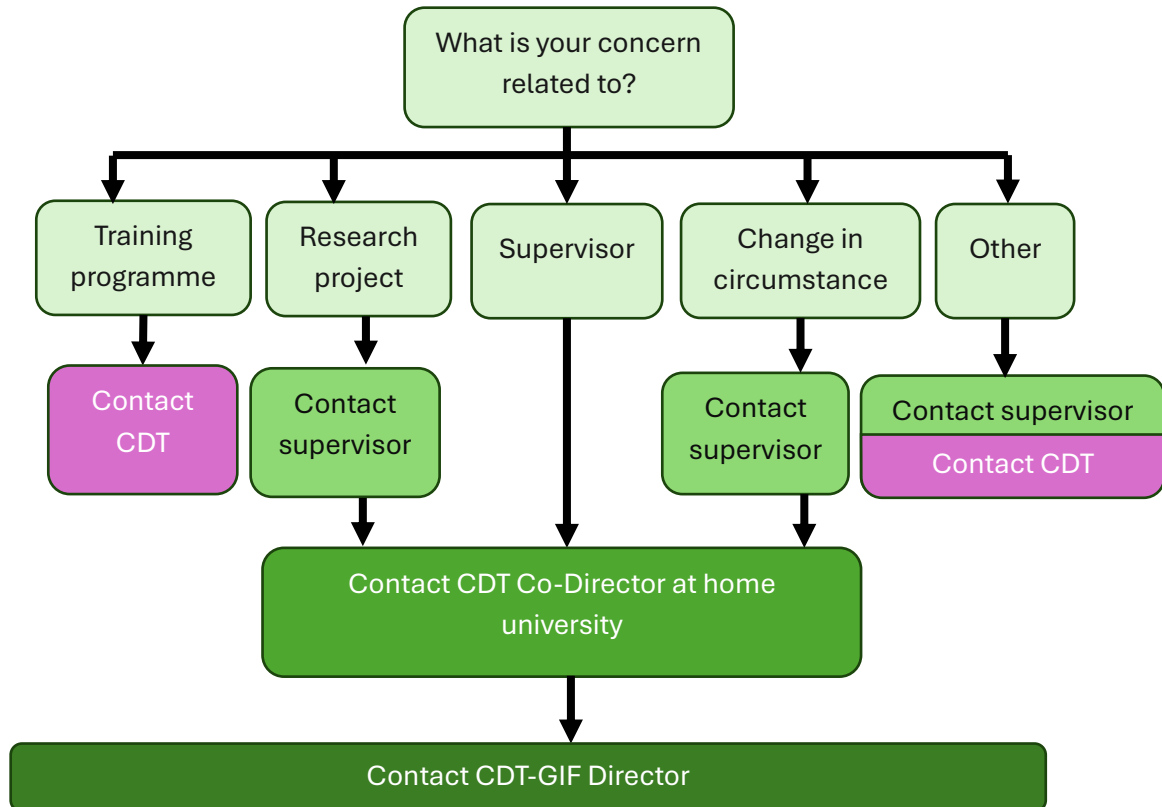 What is your concern
related to?
Training
programme
Research
project
Supervisor
Change in
circumstance
Other
Contact
CDT
Contact
supervisor
Contact
supervisor
Contact supervisor
Contact CDT
Contact CDT Co-Director at home
university
Contact CDT-GIF Director